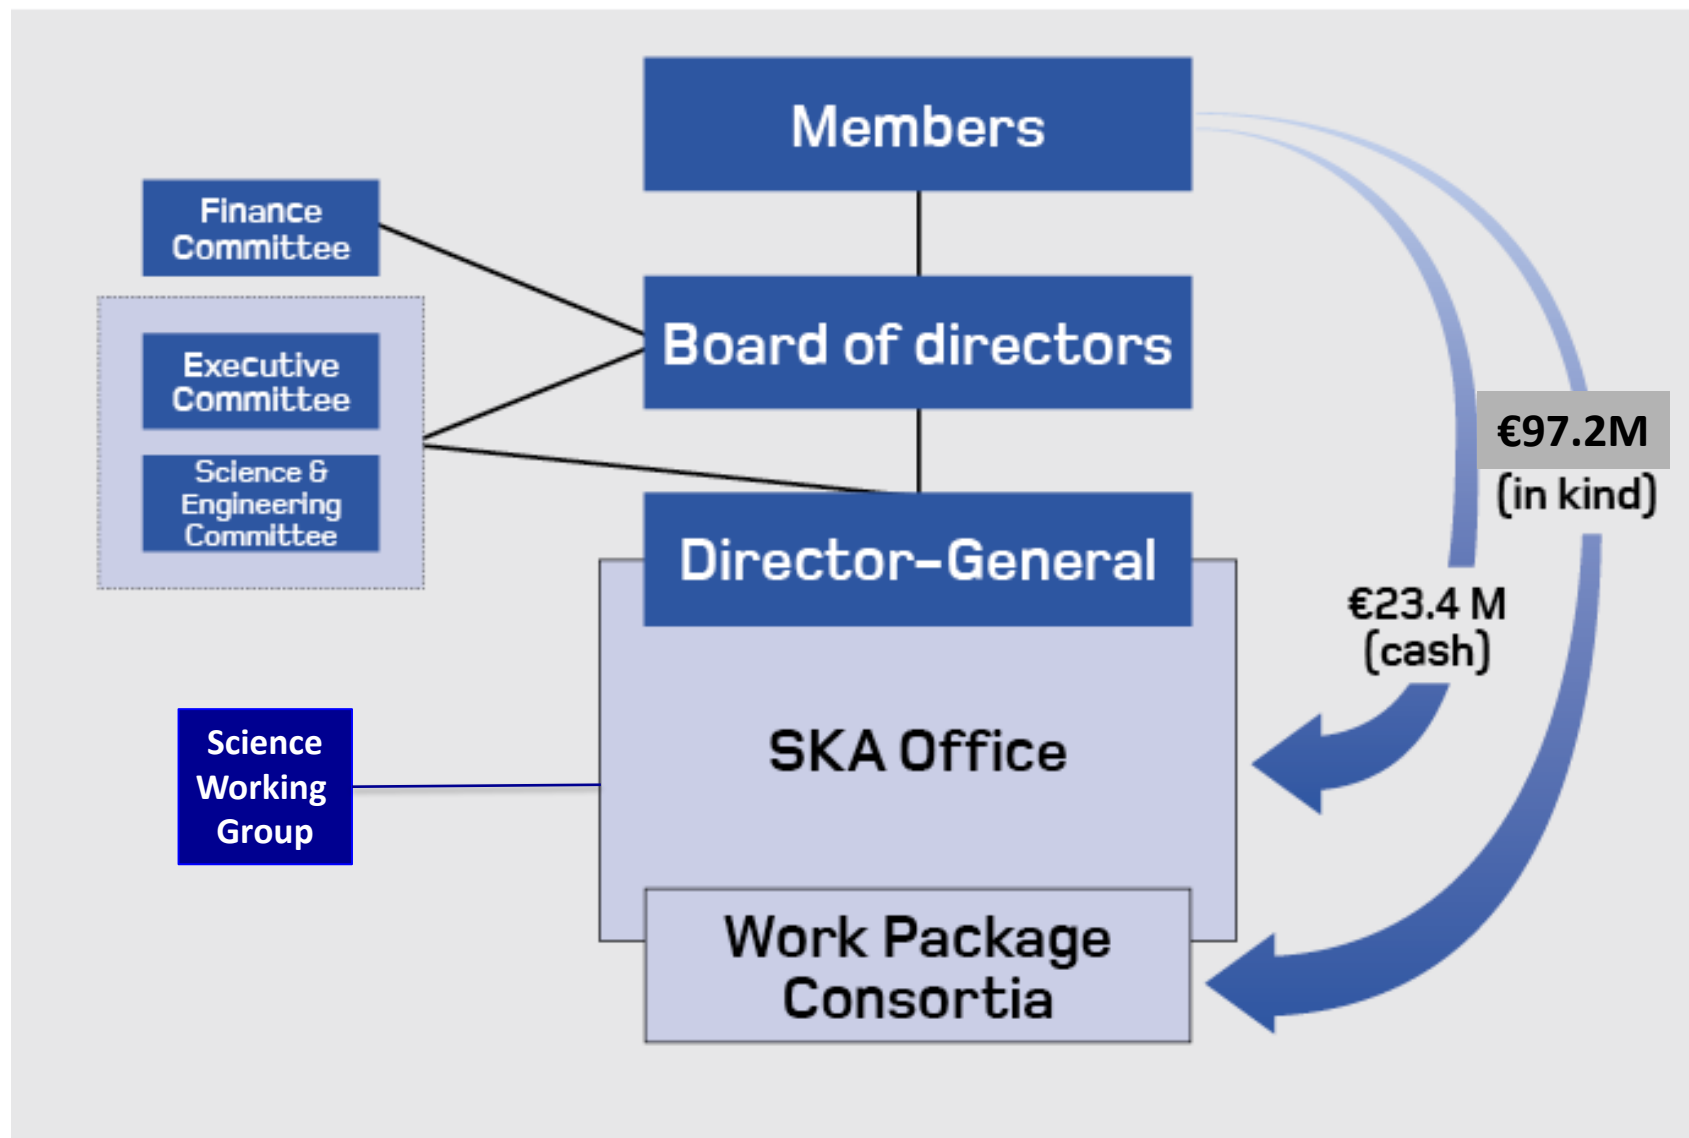 Members
Finance
Committee
Board of directors
Executive
Committee
Science &
Engineering
Committee
€97.2M
(in kind)
Director-General
€23.4 M
(cash)
SKA Office
Science
Working
Group
Work Package
Consortia